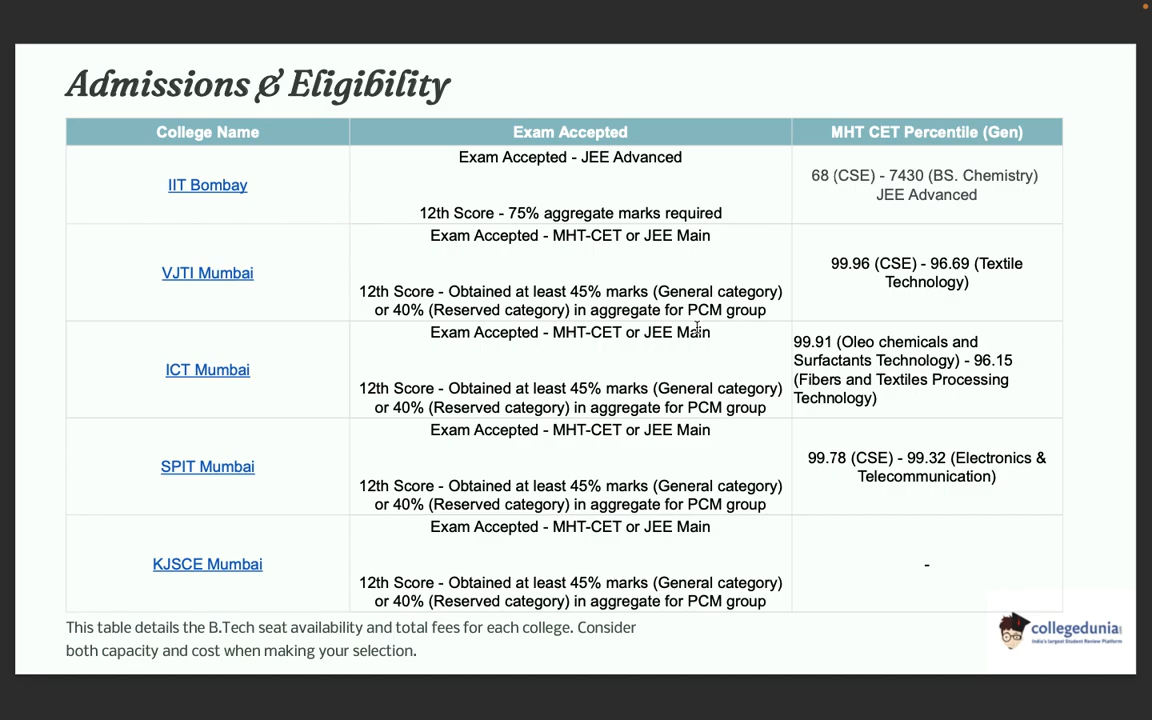 Admissions & Eligibility
College Name
Exam Accepted
MHT CET Percentile (Gen)
IIT Bombay
Exam Accepted - JEE Advanced
12th Score - 75% aggregate marks required
68 (CSE) - 7430 (BS. Chemistry)
JEE Advanced
VJTI Mumbai
Exam Accepted - MHT-CET or JEE Main
12th Score - Obtained at least 45% marks (General category)
or 40% (Reserved category) in aggregate for PCM group
99.96 (CSE) - 96.69 (Textile
Technology)
ICT Mumbai
Exam Accepted - MHT-CET or JEE Main
12th Score - Obtained at least 45% marks (General category)
or 40% (Reserved category) in aggregate for PCM group
99.91 (Oleo chemicals and
Surfactants Technology) - 96.15
(Fibers and Textiles Processing
Technology)
SPIT Mumbai
Exam Accepted - MHT-CET or JEE Main
12th Score - Obtained at least 45% marks (General category)
or 40% (Reserved category) in aggregate for PCM group
99.78 (CSE) - 99.32 (Electronics &
Telecommunication)
KJSCE Mumbai
Exam Accepted - MHT-CET or JEE Main
12th Score - Obtained at least 45% marks (General category)
or 40% (Reserved category) in aggregate for PCM group
-
This table details the B.Tech seat availability and total fees for each college. Consider
both capacity and cost when making your selection.
collegedunia
India's largest Student Review Platform